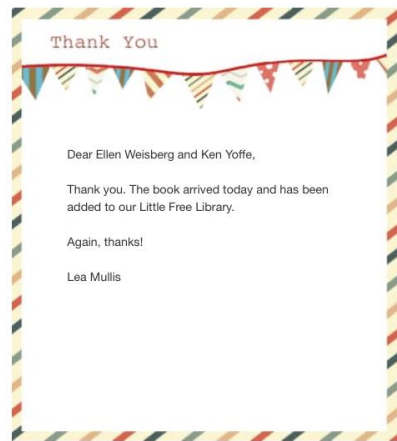 Thank You
Dear Ellen Weisberg and Ken Yoffe,
Thank you. The book arrived today and has been
added to our Little Free Library.
Again, thanks!
Lea Mullis